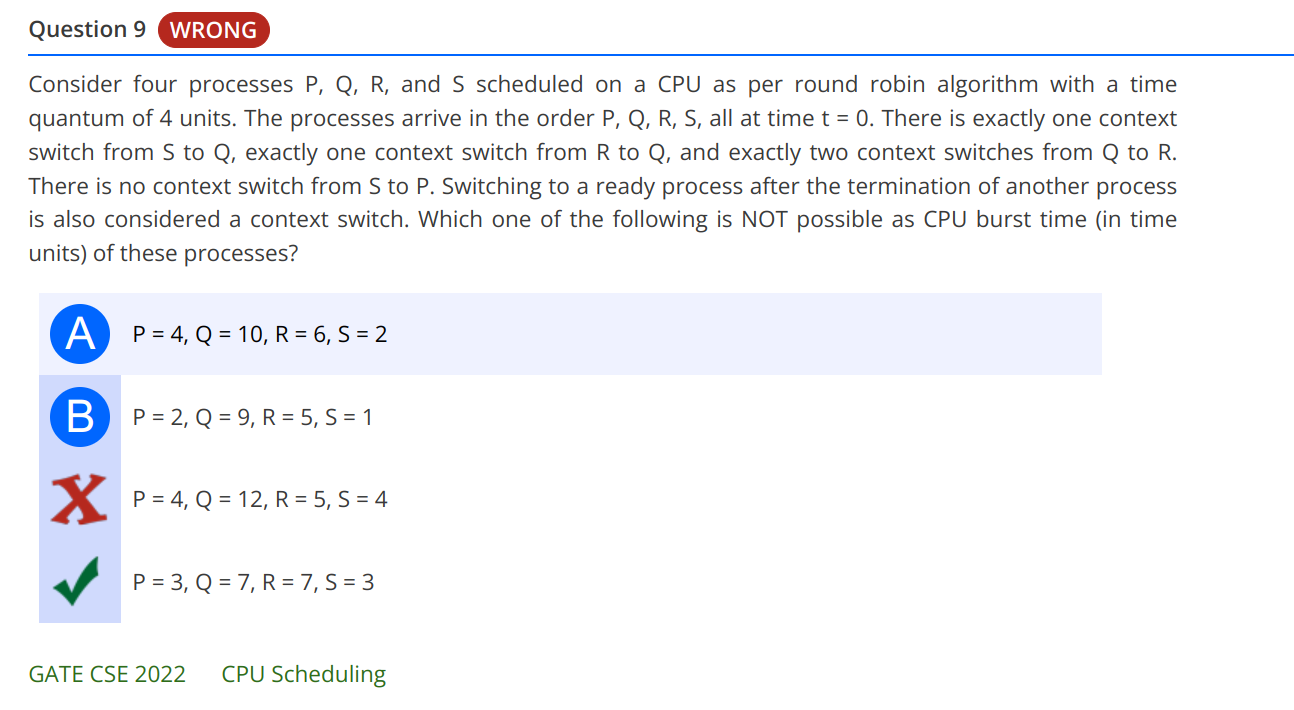 Question 9 WRONG
Consider four processes P, Q, R, and S scheduled on a CPU as per round robin algorithm with a time
quantum of 4 units. The processes arrive in the order P, Q, R, S, all at time t = 0. There is exactly one context
switch from S to Q, exactly one context switch from R to Q, and exactly two context switches from Q to R.
There is no context switch from S to P. Switching to a ready process after the termination of another process
is also considered a context switch. Which one of the following is NOT possible as CPU burst time (in time
units) of these processes?
A P = 4, Q = 10, R = 6, S = 2
B P = 2, Q = 9, R = 5, S = 1
P = 4, Q = 12, R = 5, S = 4
P = 3, Q = 7, R = 7, S = 3
GATE CSE 2022 CPU Scheduling